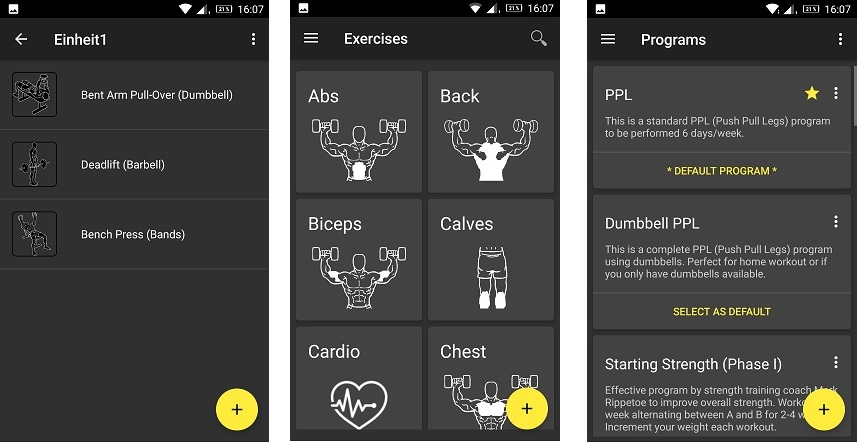 21 % 16:07
Einheit1
Bent Arm Pull-Over (Dumbbell)
Deadlift (Barbell)
Bench Press (Bands)
21 % 16:07
Exercises
Abs
Back
Biceps
Calves
Cardio
Chest
21 % 16:07
Programs
PPL
This is a standard PPL (Push Pull Legs) program
to be performed 6 days/week.
* DEFAULT PROGRAM *
Dumbbell PPL
This is a complete PPL (Push Pull Legs) program
using dumbbells. Perfect for home workout or if
you only have dumbbells available.
SELECT AS DEFAULT
Starting Strength (Phase I)
Effective program by strength training coach
Rippetoe to improve overall strength.
week alternating between A and B for 2-4
Increment your weight each workout.